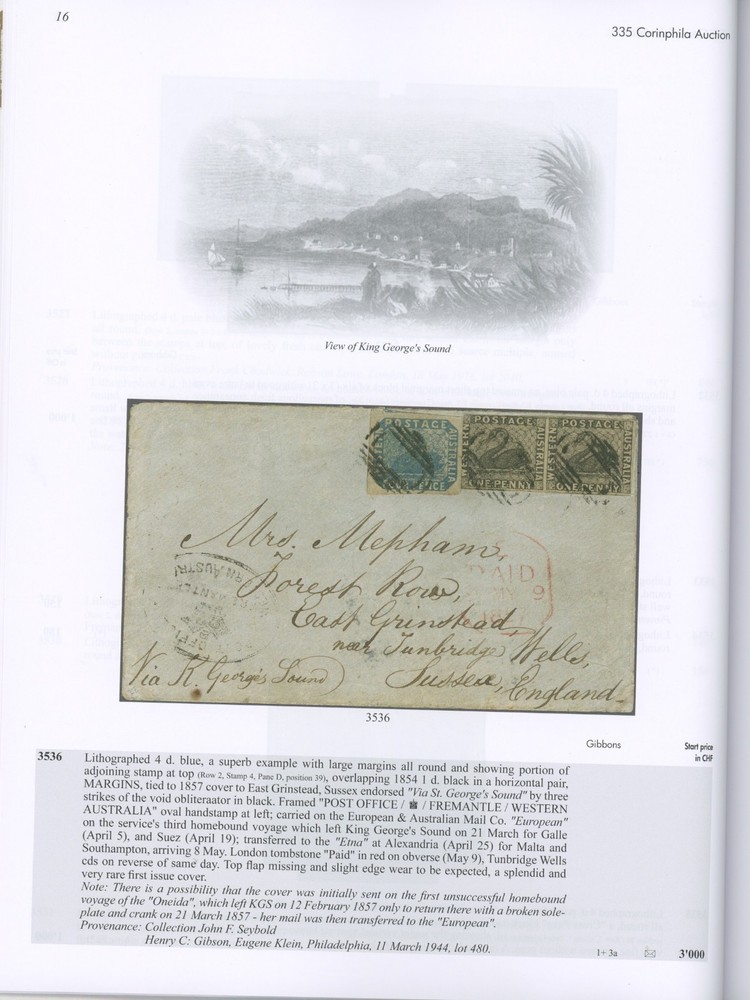 16
335 Corinphila Auction
View of King George's Sound
POSTAGE
WESTERN
AUSTRALIA
POSTAGE
WESTERN
AUSTRALIA
ONE PENNY
POSTAGE
WESTERN
AUSTRALIA
ONE PENNY
Mrs. Mepham,
Forest Row,
East Grinstead,
near Tunbridge Wells,
Sussex, England
Via K. George's Sound
PAID
9
3536
Gibbons
Start price
in CHF
3536 Lithographed 4 d. blue, a superb example with large margins all round and showing portion of
adjoining stamp at top (Row 2, Stamp 4, Pane D, position 39), overlapping 1854 1 d. black in a horizontal pair,
MARGINS, tied to 1857 cover to East Grinstead, Sussex endorsed "Via St. George's Sound" by three
strikes of the void obliteraator in black. Framed "POST OFFICE / / FREMANTLE / WESTERN
AUSTRALIA" oval handstamp at left; carried on the European & Australian Mail Co. "European"
on the service's third homebound voyage which left King George's Sound on 21 March for Galle
(April 5), and Suez (April 19); transferred to the "Etna" at Alexandria (April 25) for Malta and
Southampton, arriving 8 May. London tombstone "Paid" in red on obverse (May 9), Tunbridge Wells
cds on reverse of same day. Top flap missing and slight edge wear to be expected, a splendid and
very rare first issue cover.
Note: There is a possibility that the cover was initially sent on the first unsuccessful homebound
voyage of the "Oneida", which left KGS on 12 February 1857 only to return there with a broken sole-
plate and crank on 21 March 1857 - her mail was then transferred to the "European".
Provenance: Collection John F. Seybold
Henry C: Gibson, Eugene Klein, Philadelphia, 11 March 1944, lot 480.
1+ 3a ✉ 3'000